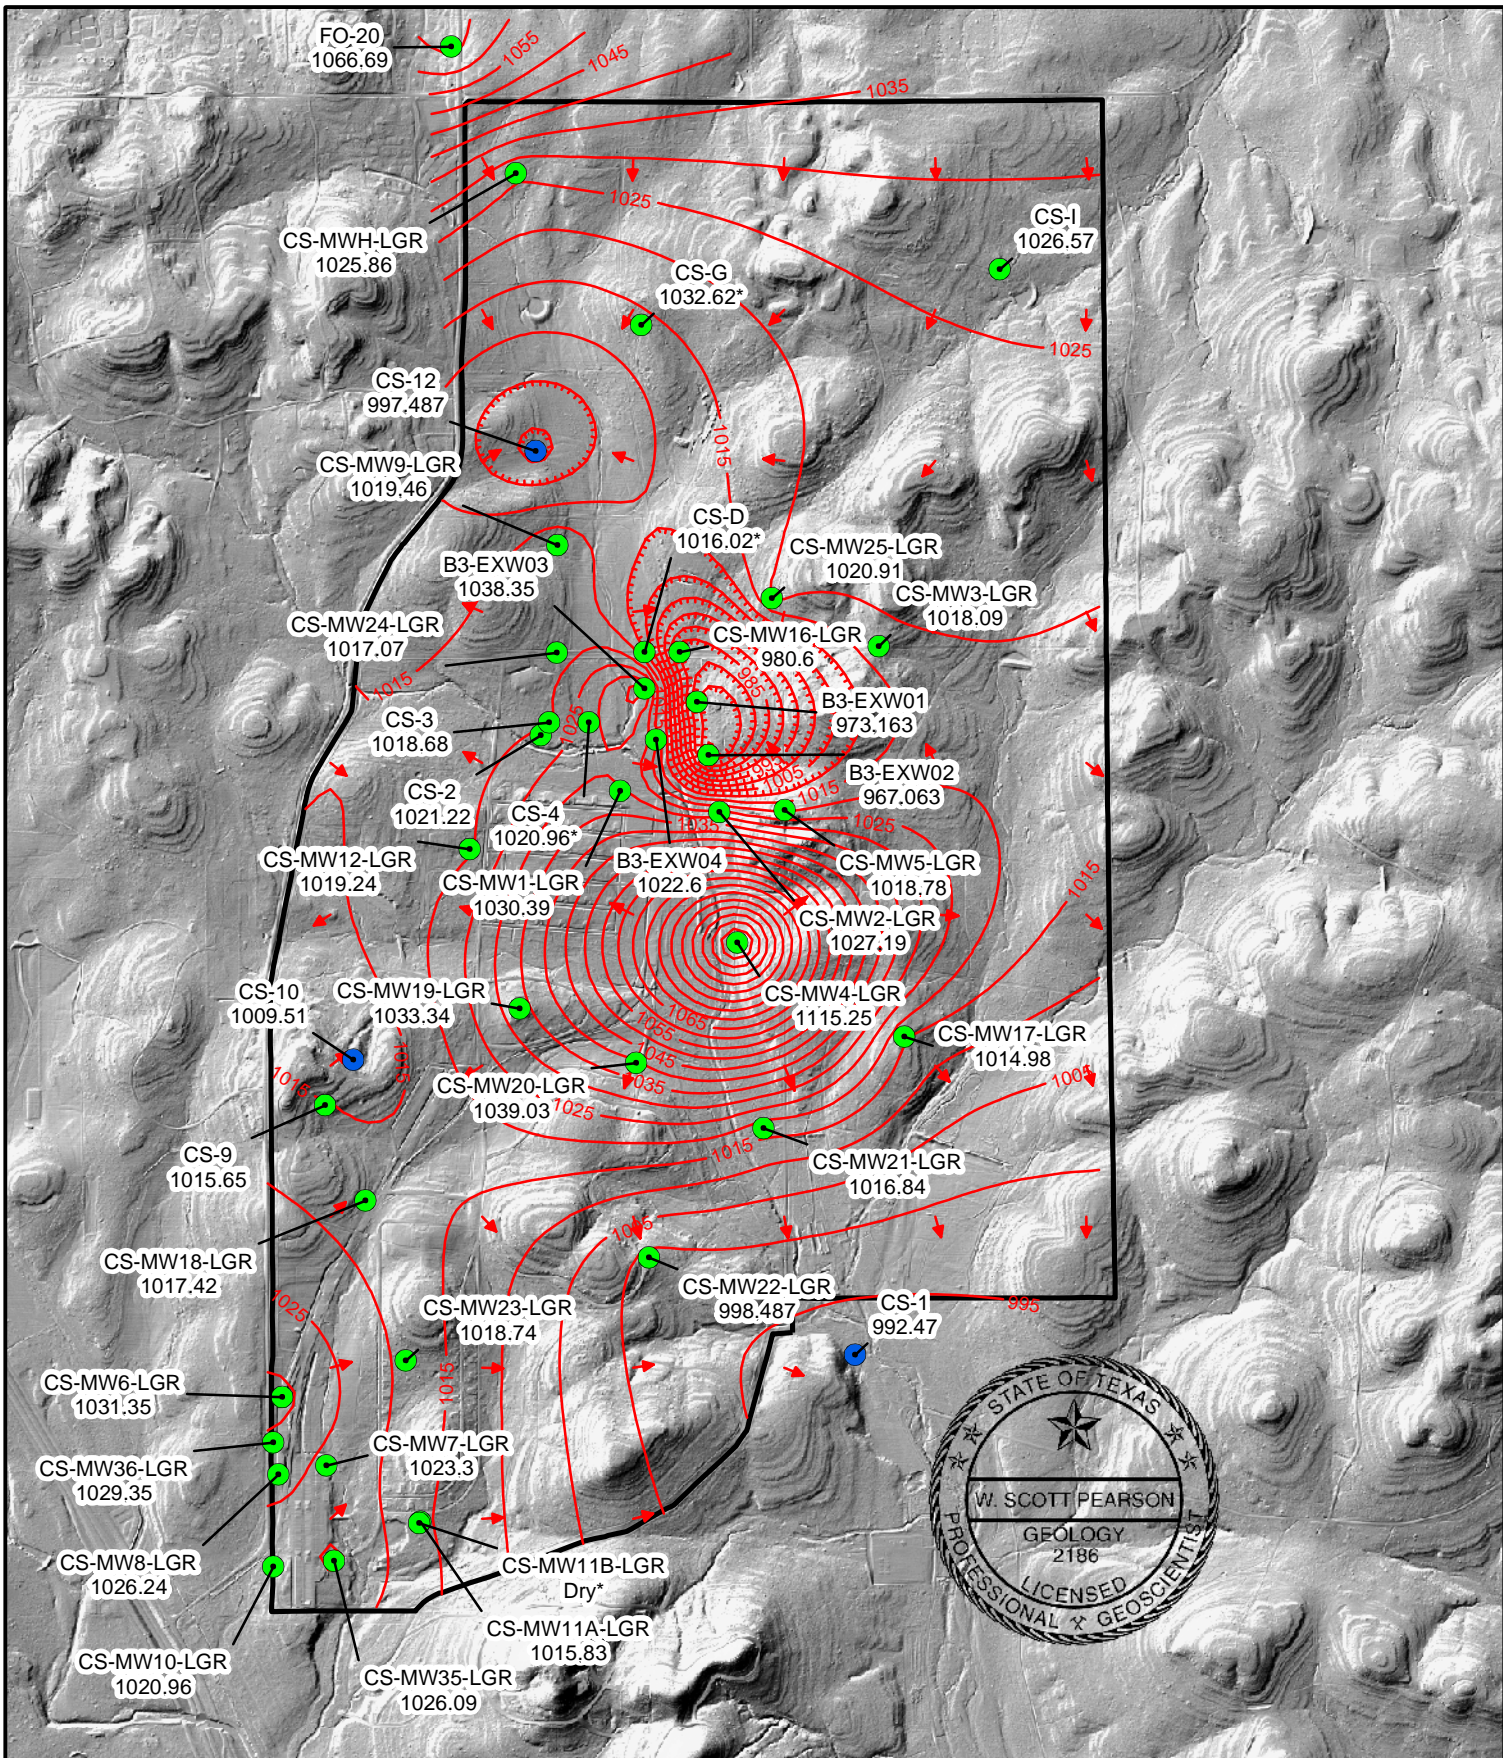 FO-20
1066.69
1055
1045
1035
CS-MWH-LGR
1025.86
1025
CS-I
1026.57
CS-G
1032.62*
1025
CS-12
997.487
CS-MW9-LGR
1019.46
1015
CS-D
1016.02*
CS-MW25-LGR
1020.91
B3-EXW03
1038.35
CS-MW3-LGR
1018.09
CS-MW24-LGR
1017.07
CS-MW16-LGR
980.6
985
1015
B3-EXW01
973.163
CS-3
1018.68
1025
995
1005
B3-EXW02
967.063
CS-2
1021.22
CS-4
1020.96*
1015
1035
1025
CS-MW12-LGR
1019.24
B3-EXW04
1022.6
CS-MW5-LGR
1018.78
CS-MW1-LGR
1030.39
1015
CS-MW2-LGR
1027.19
CS-10
1009.51
CS-MW19-LGR
1033.34
CS-MW4-LGR
1115.25
1065
1055
1045
1035
1025
CS-MW17-LGR
1014.98
1015
1015
1005
CS-MW20-LGR
1039.03
CS-9
1015.65
1015
CS-MW21-LGR
1016.84
CS-MW18-LGR
1017.42
1015
CS-MW22-LGR
998.487
1025
CS-MW23-LGR
1018.74
CS-1
992.47
995
CS-MW6-LGR
1031.35
1015
CS-MW36-LGR
1029.35
CS-MW7-LGR
1023.3
CS-MW8-LGR
1026.24
CS-MW11B-LGR
Dry*
CS-MW11A-LGR
1015.83
CS-MW10-LGR
1020.96
CS-MW35-LGR
1026.09
STATE OF TEXAS
W. SCOTT PEARSON
GEOLOGY
2186
LICENSED
PROFESSIONAL GEOSCIENTIST